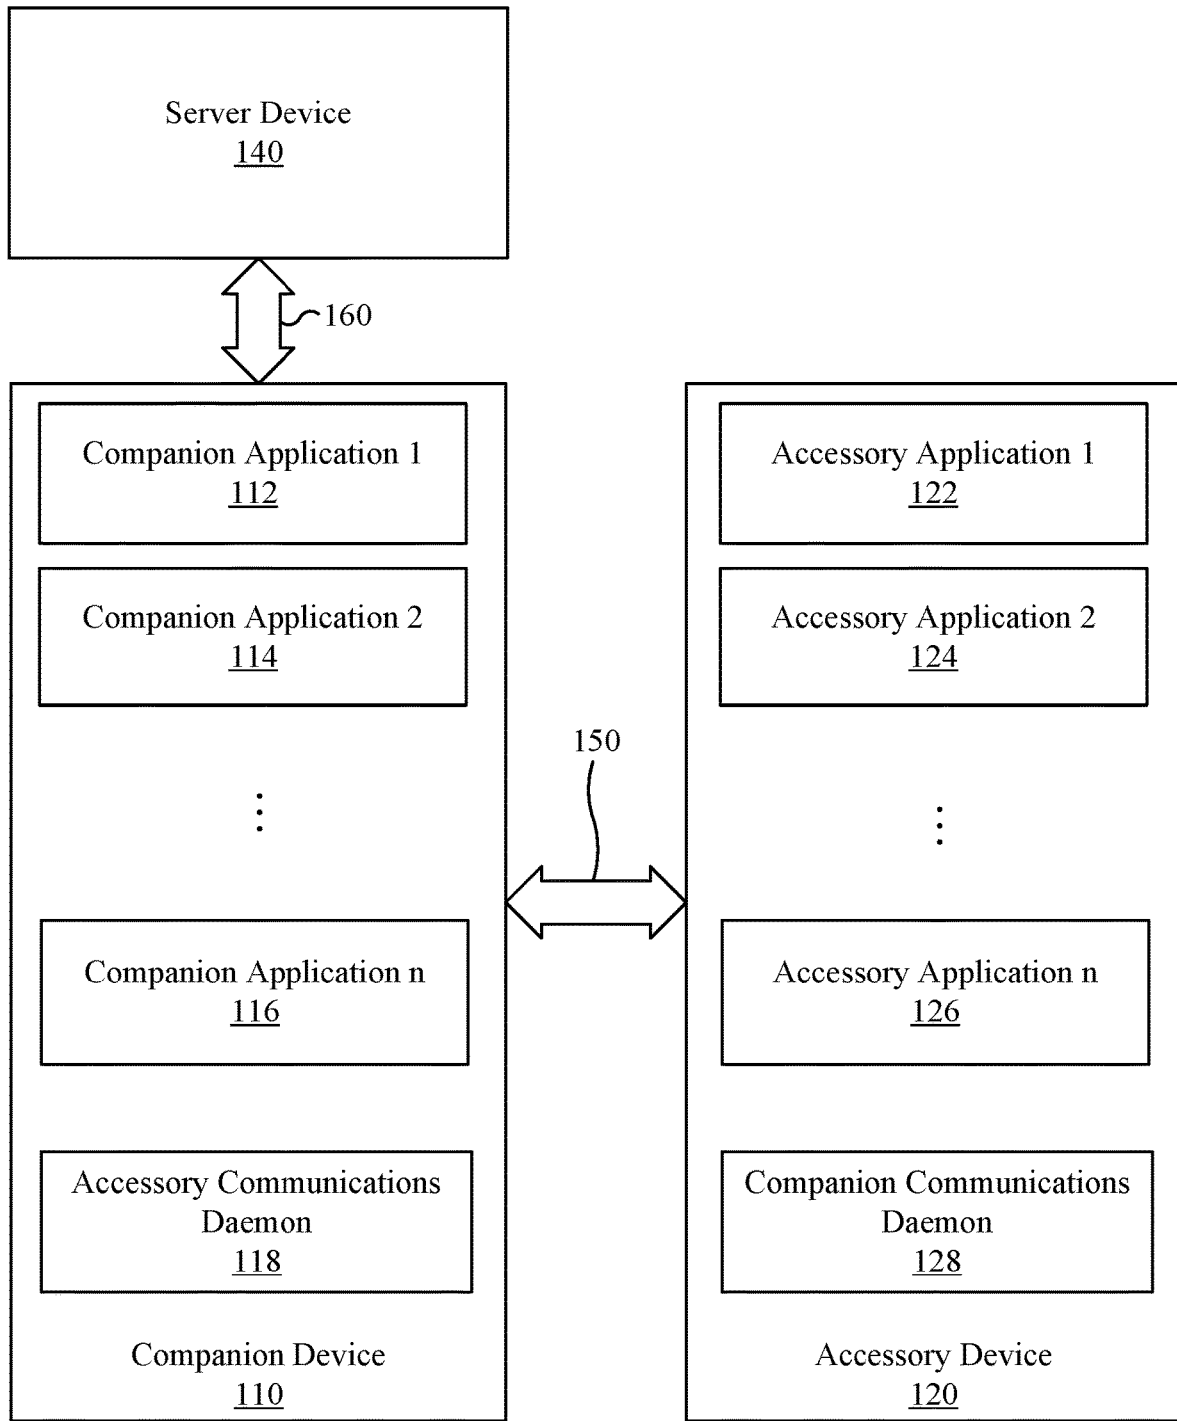 Server Device
140
160
Companion Application 1
112
Companion Application 2
114
⋮
Companion Application n
116
Accessory Communications
Daemon
118
Companion Device
110
150
Accessory Application 1
122
Accessory Application 2
124
⋮
Accessory Application n
126
Companion Communications
Daemon
128
Accessory Device
120